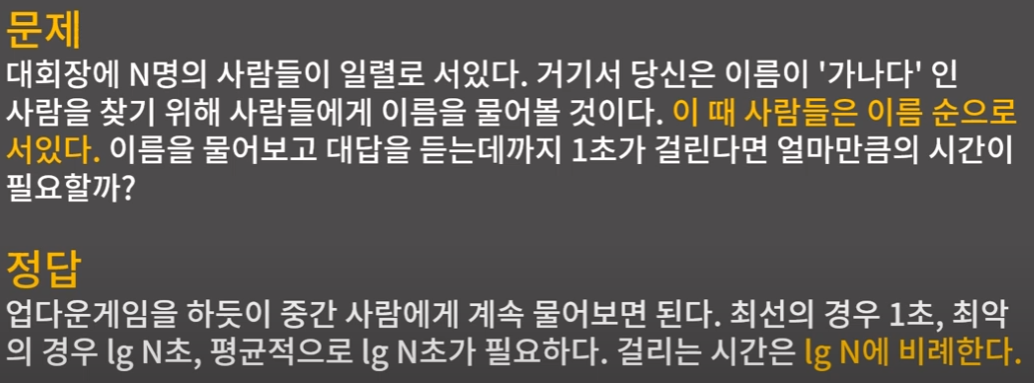 문제
대회장에 N명의 사람들이 일렬로 서있다. 거기서 당신은 이름이 '가나다' 인
사람을 찾기 위해 사람들에게 이름을 물어볼 것이다. 이 때 사람들은 이름 순으로
서있다. 이름을 물어보고 대답을 듣는데까지 1초가 걸린다면 얼마만큼의 시간이
필요할까?
정답
업다운게임을 하듯이 중간 사람에게 계속 물어보면 된다. 최선의 경우 1초, 최악
의 경우 lg N초, 평균적으로 lg N초가 필요하다. 걸리는 시간은 lg N에 비례한다.